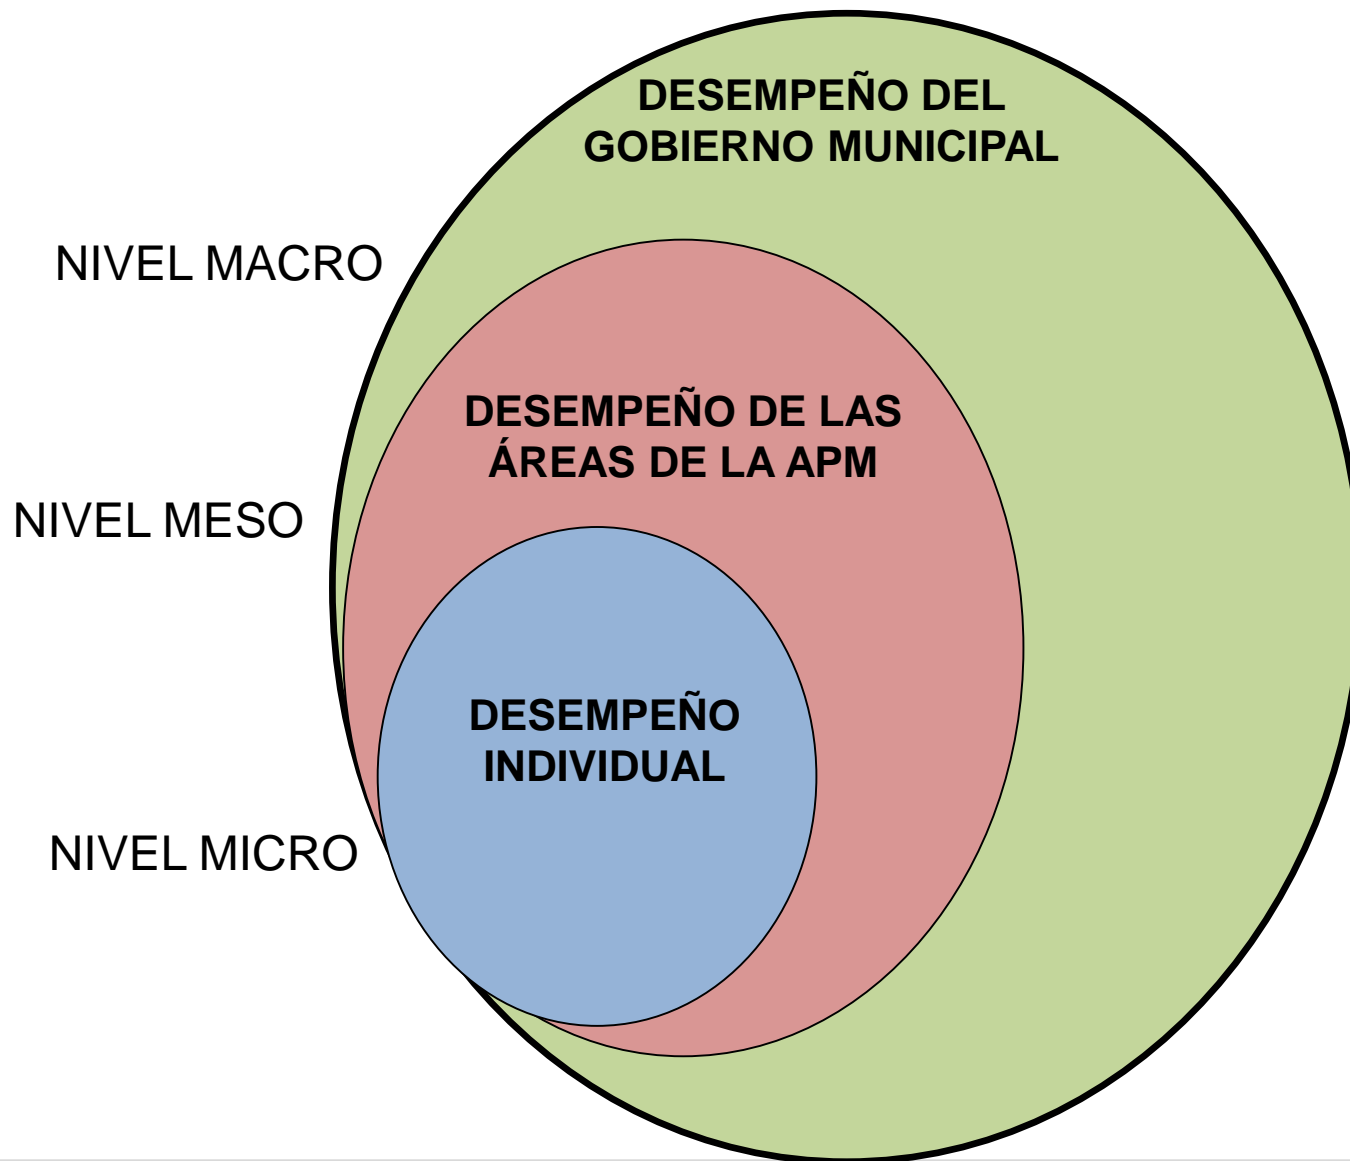 DESEMPEÑO DEL
GOBIERNO MUNICIPAL
NIVEL MACRO
DESEMPEÑO DE LAS
ÁREAS DE LA APM
NIVEL MESO
DESEMPEÑO
INDIVIDUAL
NIVEL MICRO